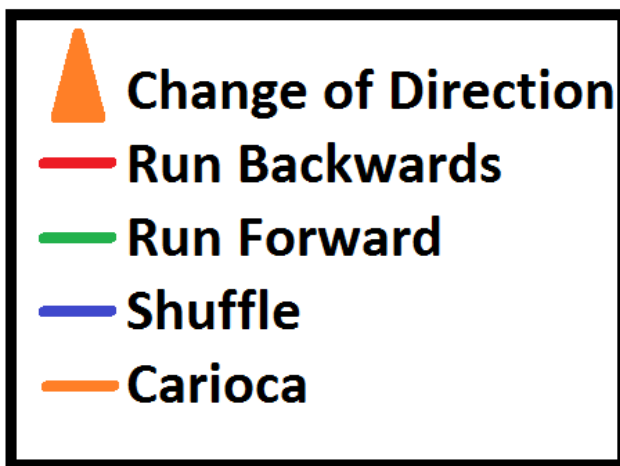 Change of Direction
Run Backwards
Run Forward
Shuffle
Carioca